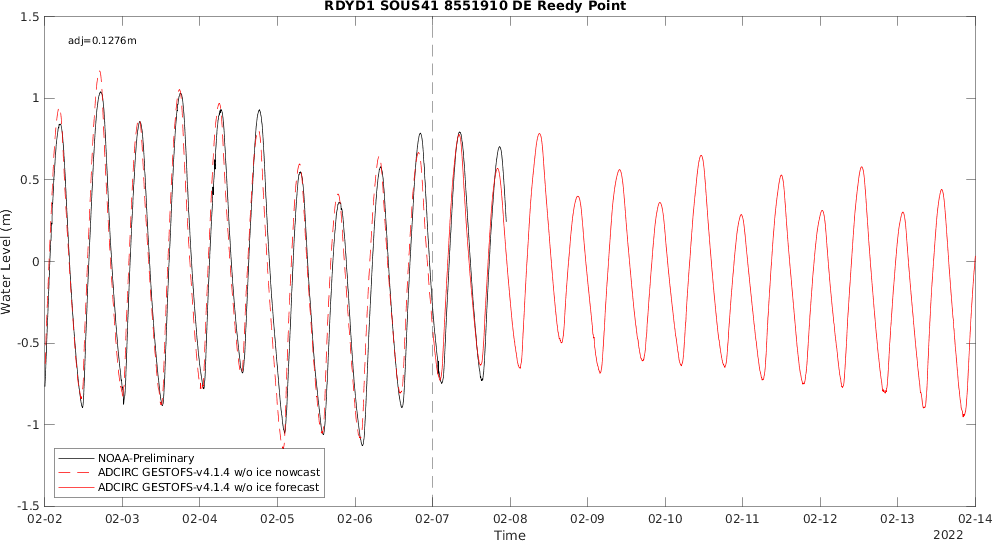 RDYD1 SOUS41 8551910 DE Reedy Point
adj=0.1276m
1.5
1
0.5
0
-0.5
-1
-1.5
Water Level (m)
NOAA-Preliminary
ADCIRC GESTOFS-v4.1.4 w/o ice nowcast
ADCIRC GESTOFS-v4.1.4 w/o ice forecast
02-02 02-03 02-04 02-05 02-06 02-07 02-08 02-09 02-10 02-11 02-12 02-13 02-14
Time
2022